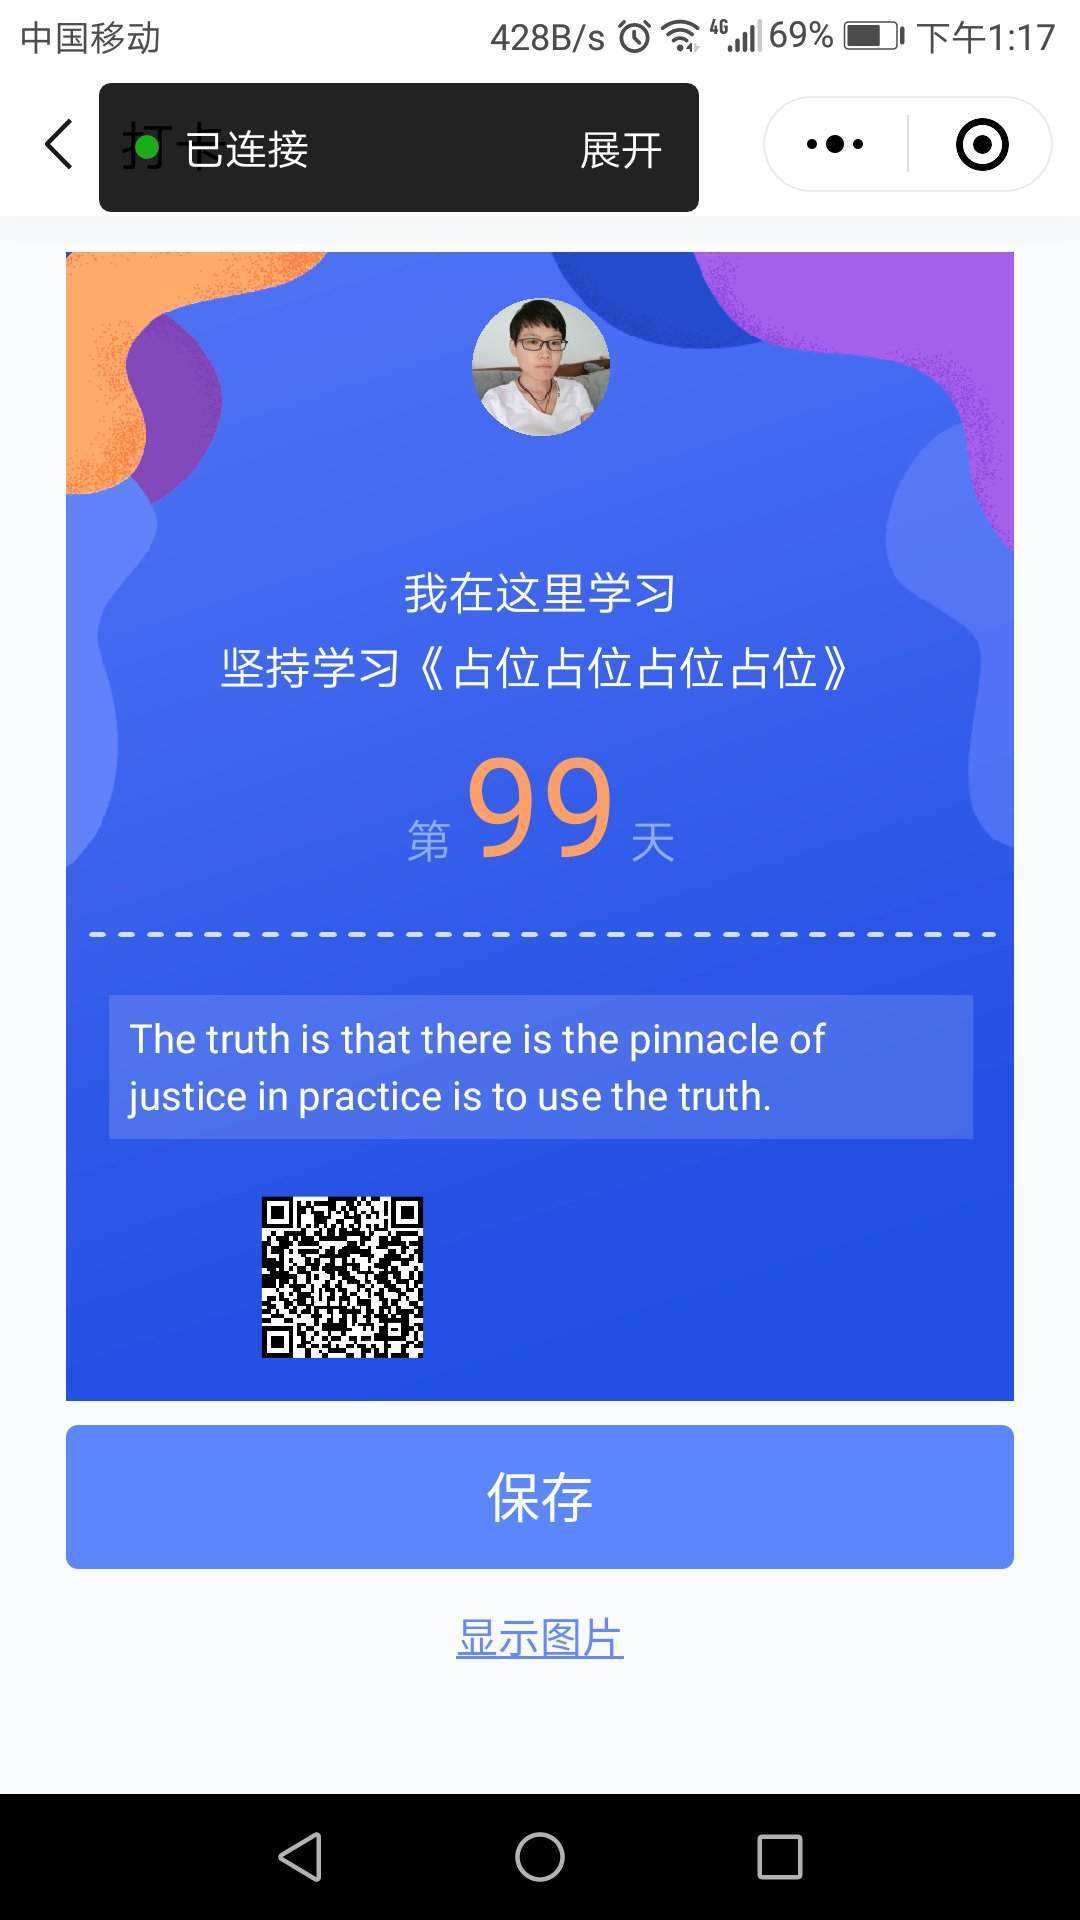 中国移动 428B/s 4G 69% 下午1:17
打卡 已连接 展开
我在这里学习
坚持学习《占位占位占位占位》
第 99 天
The truth is that there is the pinnacle of
justice in practice is to use the truth.
保存
显示图片